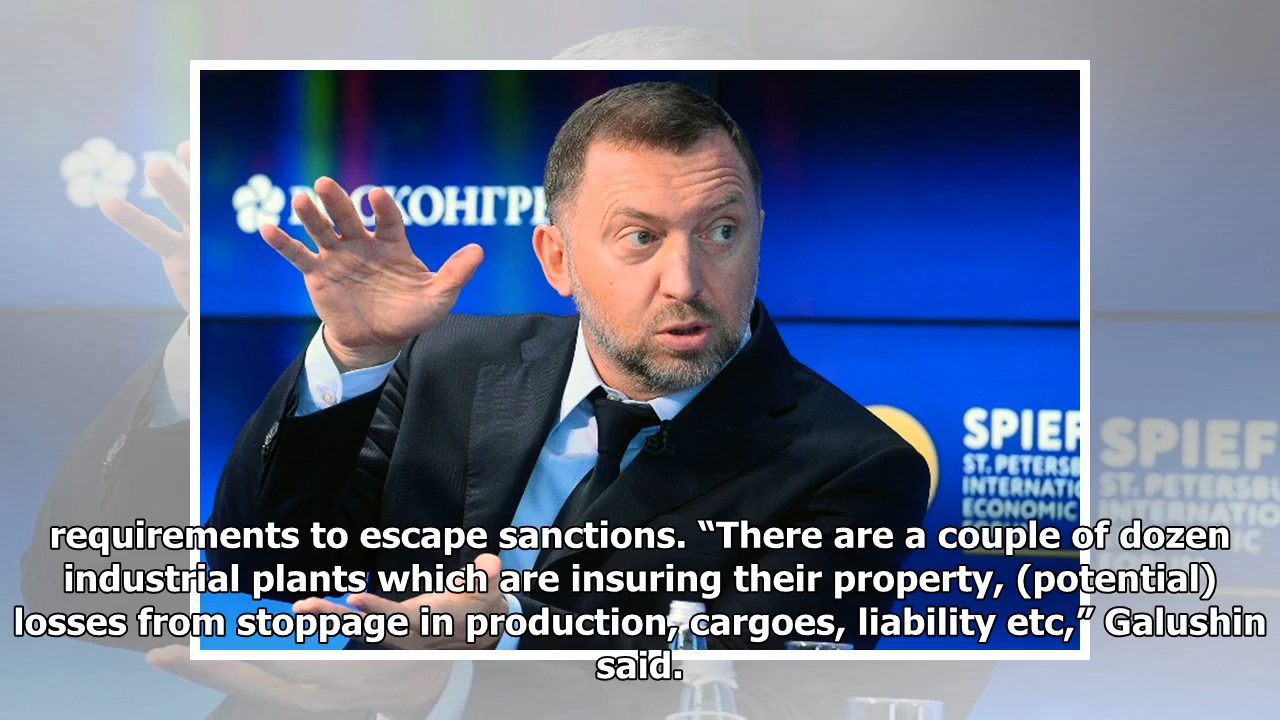 SPIEF
ST. PETERSB
INTERNATI
ECONOMIC
SPIEF
ST. PETERSBU
requirements to escape sanctions. “There are a couple of dozen
industrial plants which are insuring their property, (potential)
losses from stoppage in production, cargoes, liability etc,” Galushin
said.